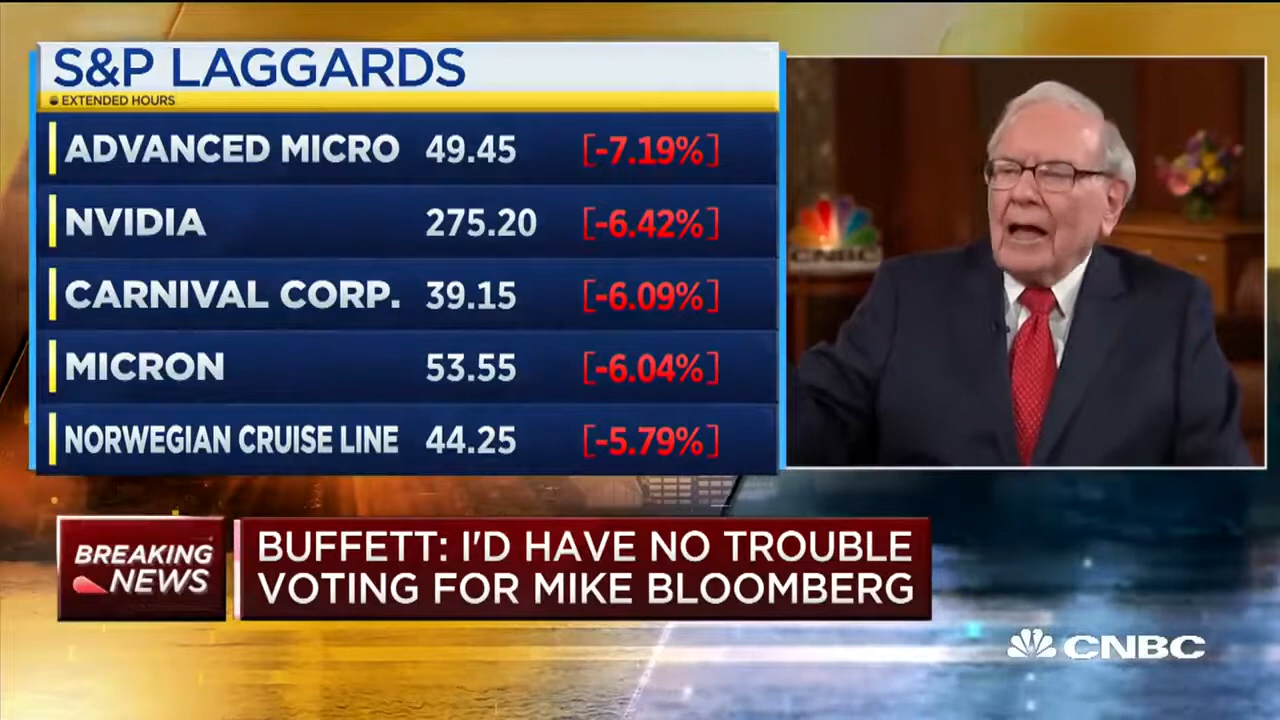 S&P LAGGARDS
EXTENDED HOURS
ADVANCED MICRO 49.45 [-7.19%]
NVIDIA 275.20 [-6.42%]
CARNIVAL CORP. 39.15 [-6.09%]
MICRON 53.55 [-6.04%]
NORWEGIAN CRUISE LINE 44.25 [-5.79%]
CNBC
BREAKING
NEWS
BUFFETT: I'D HAVE NO TROUBLE
VOTING FOR MIKE BLOOMBERG
CNBC